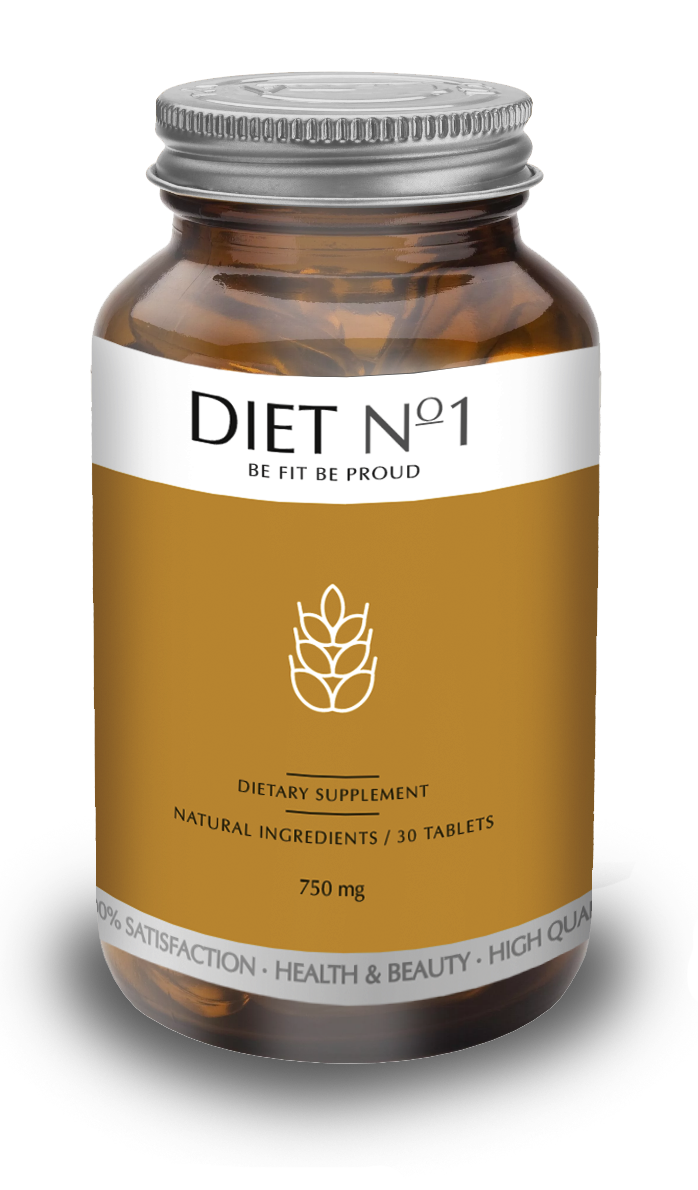 DIET Nº1
BE FIT BE PROUD
DIETARY SUPPLEMENT
NATURAL INGREDIENTS / 30 TABLETS
750 mg
SATISFACTION · HEALTH & BEAUTY · HIGH